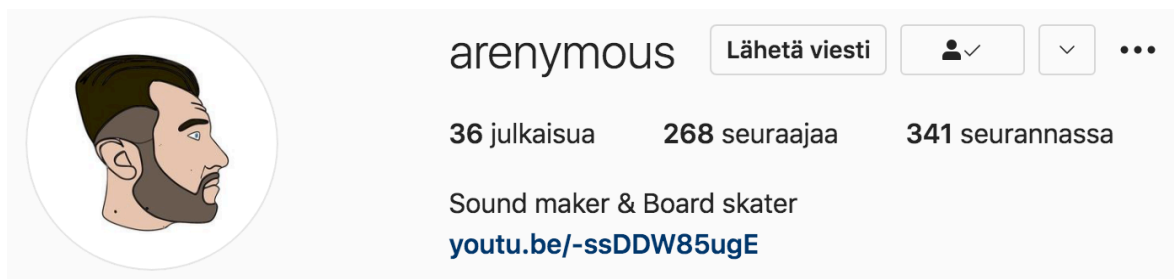 arenymous Lähetä viesti
36 julkaisua 268 seuraajaa 341 seurannassa
Sound maker & Board skater
youtu.be/-ssDDW85ugE